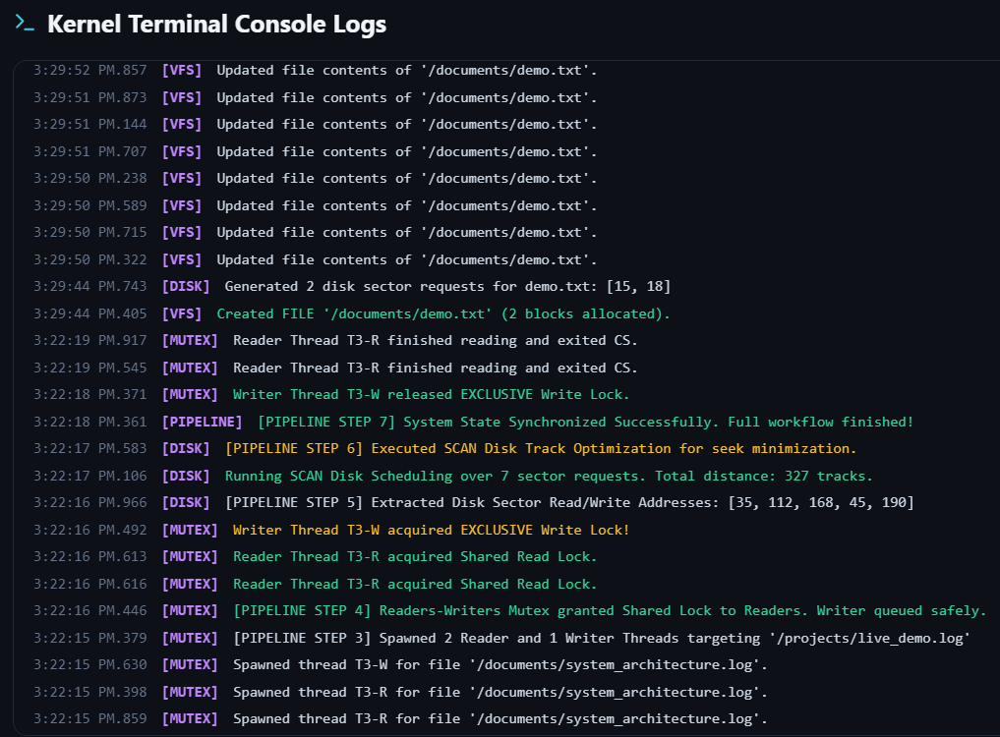 Kernel Terminal Console Logs
3:29:52 PM.857 [VFS] Updated file contents of '/documents/demo.txt'.
3:29:51 PM.873 [VFS] Updated file contents of '/documents/demo.txt'.
3:29:51 PM.144 [VFS] Updated file contents of '/documents/demo.txt'.
3:29:51 PM.707 [VFS] Updated file contents of '/documents/demo.txt'.
3:29:50 PM.238 [VFS] Updated file contents of '/documents/demo.txt'.
3:29:50 PM.589 [VFS] Updated file contents of '/documents/demo.txt'.
3:29:50 PM.715 [VFS] Updated file contents of '/documents/demo.txt'.
3:29:50 PM.322 [VFS] Updated file contents of '/documents/demo.txt'.
3:29:44 PM.743 [DISK] Generated 2 disk sector requests for demo.txt: [15, 18]
3:29:44 PM.405 [VFS] Created FILE '/documents/demo.txt' (2 blocks allocated).
3:22:19 PM.917 [MUTEX] Reader Thread T3-R finished reading and exited CS.
3:22:19 PM.545 [MUTEX] Reader Thread T3-R finished reading and exited CS.
3:22:18 PM.371 [MUTEX] Writer Thread T3-W released EXCLUSIVE Write Lock.
3:22:18 PM.361 [PIPELINE] [PIPELINE STEP 7] System State Synchronized Successfully. Full workflow finished!
3:22:17 PM.583 [DISK] [PIPELINE STEP 6] Executed SCAN Disk Track Optimization for seek minimization.
3:22:17 PM.106 [DISK] Running SCAN Disk Scheduling over 7 sector requests. Total distance: 327 tracks.
3:22:16 PM.966 [DISK] [PIPELINE STEP 5] Extracted Disk Sector Read/Write Addresses: [35, 112, 168, 45, 190]
3:22:16 PM.492 [MUTEX] Writer Thread T3-W acquired EXCLUSIVE Write Lock!
3:22:16 PM.613 [MUTEX] Reader Thread T3-R acquired Shared Read Lock.
3:22:16 PM.616 [MUTEX] Reader Thread T3-R acquired Shared Read Lock.
3:22:16 PM.446 [MUTEX] [PIPELINE STEP 4] Readers-Writers Mutex granted Shared Lock to Readers. Writer queued safely.
3:22:15 PM.379 [MUTEX] [PIPELINE STEP 3] Spawned 2 Reader and 1 Writer Threads targeting '/projects/live_demo.log'
3:22:15 PM.630 [MUTEX] Spawned thread T3-W for file '/documents/system_architecture.log'.
3:22:15 PM.398 [MUTEX] Spawned thread T3-R for file '/documents/system_architecture.log'.
3:22:15 PM.859 [MUTEX] Spawned thread T3-R for file '/documents/system_architecture.log'.